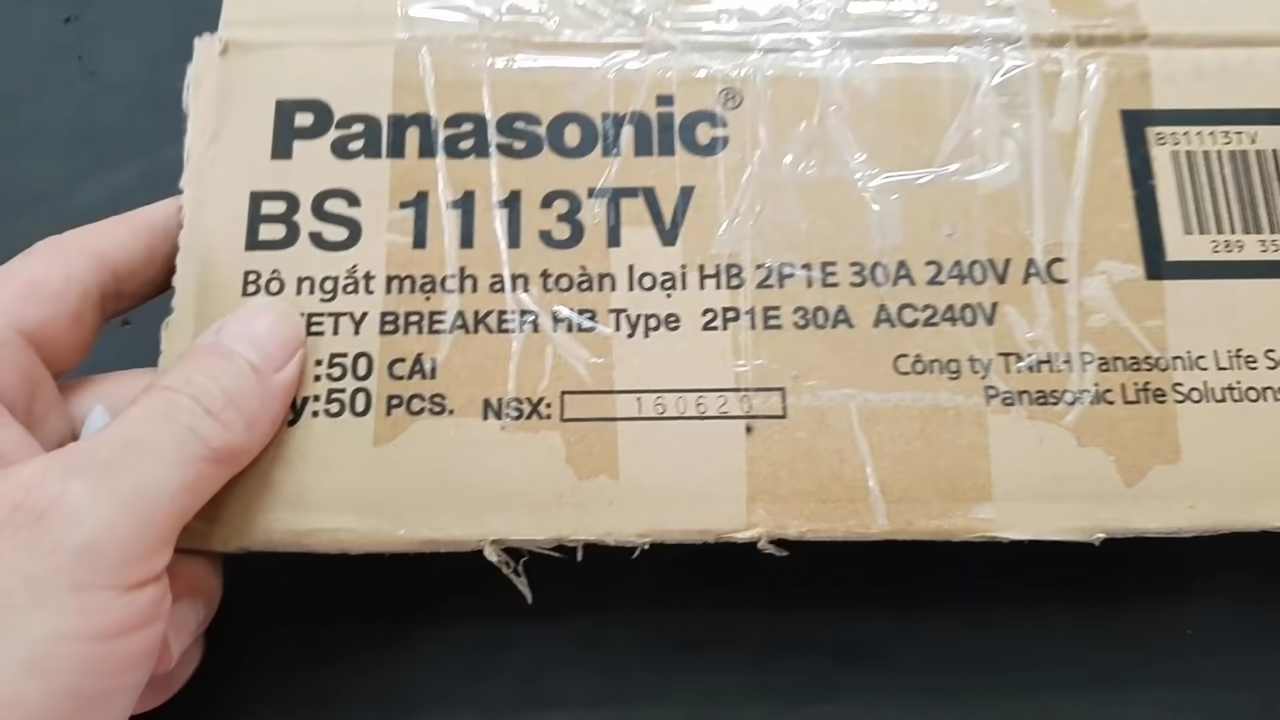 Panasonic®
BS 1113TV
Bộ ngắt mạch an toàn loại HB 2P1E 30A 240V AC
ETY BREAKER HB Type 2P1E 30A AC240V
:50 CÁI
y:50 PCS.
NSX: 160620
BS1113TV
289 35
Công ty TNHH Panasonic Life S
Panasonic Life Solutions